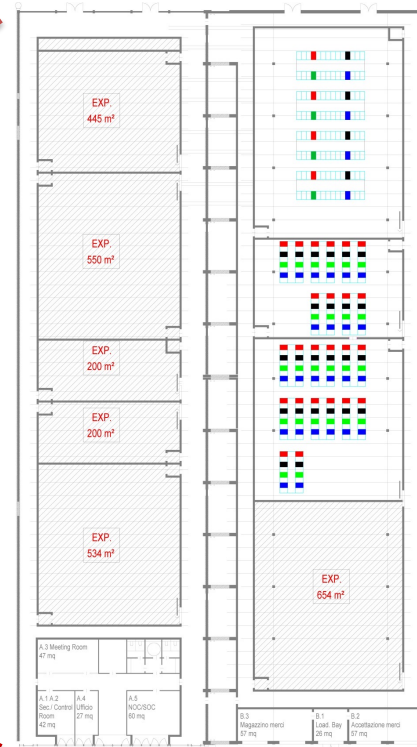 EXP.
445 m²
EXP.
550 m²
EXP.
200 m²
EXP.
200 m²
EXP.
534 m²
EXP.
654 m²
A.3 Meeting Room
47 mq
A.1 A.2
Sec./ Control
Room
42 mq
A.4
Ufficio
27 mq
A.5
NOC/SOC
60 mq
B.3
Magazzino merci
57 mq
B.1
Load Bay
26 mq
B.2
Accettazione merci
57 mq